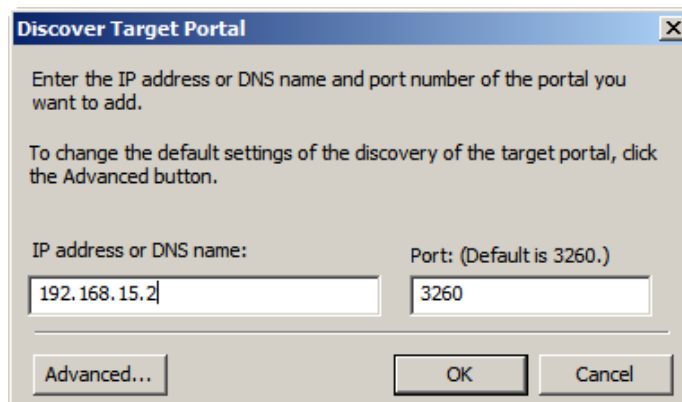 Discover Target Portal
Enter the IP address or DNS name and port number of the portal you
want to add.
To change the default settings of the discovery of the target portal, click
the Advanced button.
IP address or DNS name:
Port: (Default is 3260.)
192.168.15.2
3260
Advanced...
OK
Cancel